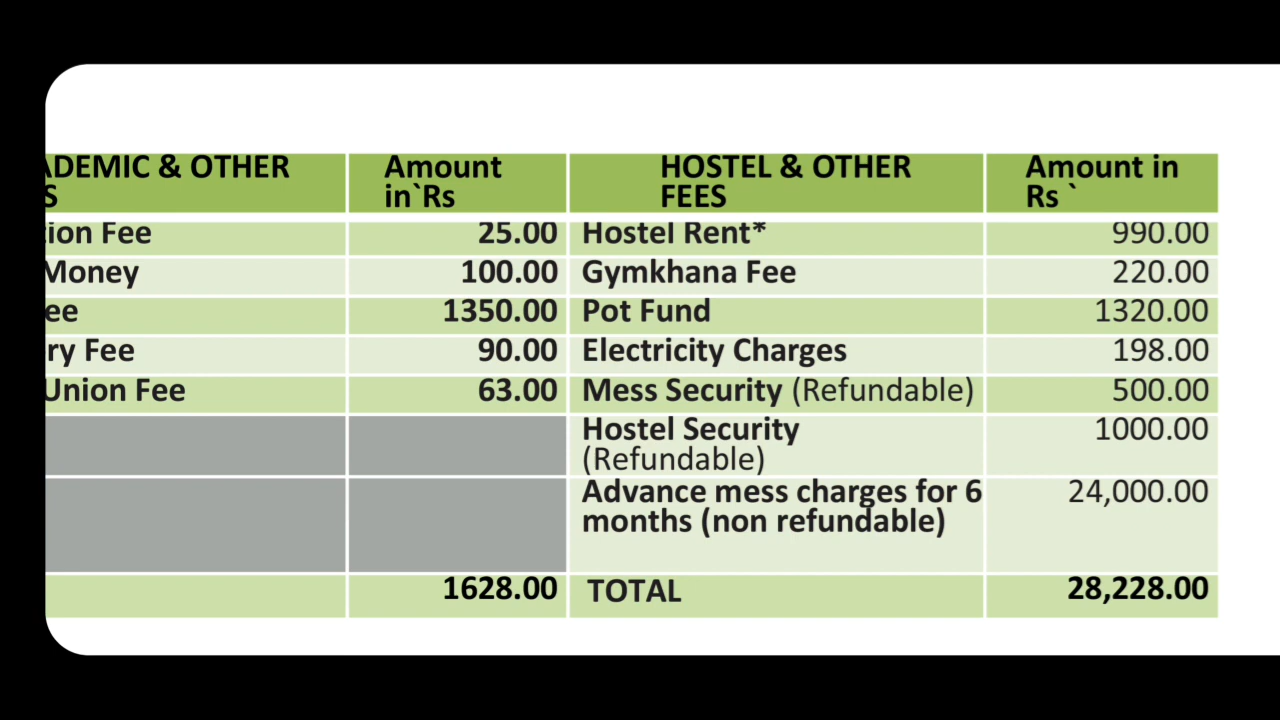 ADEMIC & OTHER
S
Amount
in`Rs
HOSTEL & OTHER
FEES
Amount in
Rs `
ion Fee 25.00 Hostel Rent* 990.00
Money 100.00 Gymkhana Fee 220.00
ee 1350.00 Pot Fund 1320.00
ry Fee 90.00 Electricity Charges 198.00
Union Fee 63.00 Mess Security (Refundable) 500.00
Hostel Security 1000.00
(Refundable)
Advance mess charges for 6 24,000.00
months (non refundable)
1628.00 TOTAL 28,228.00